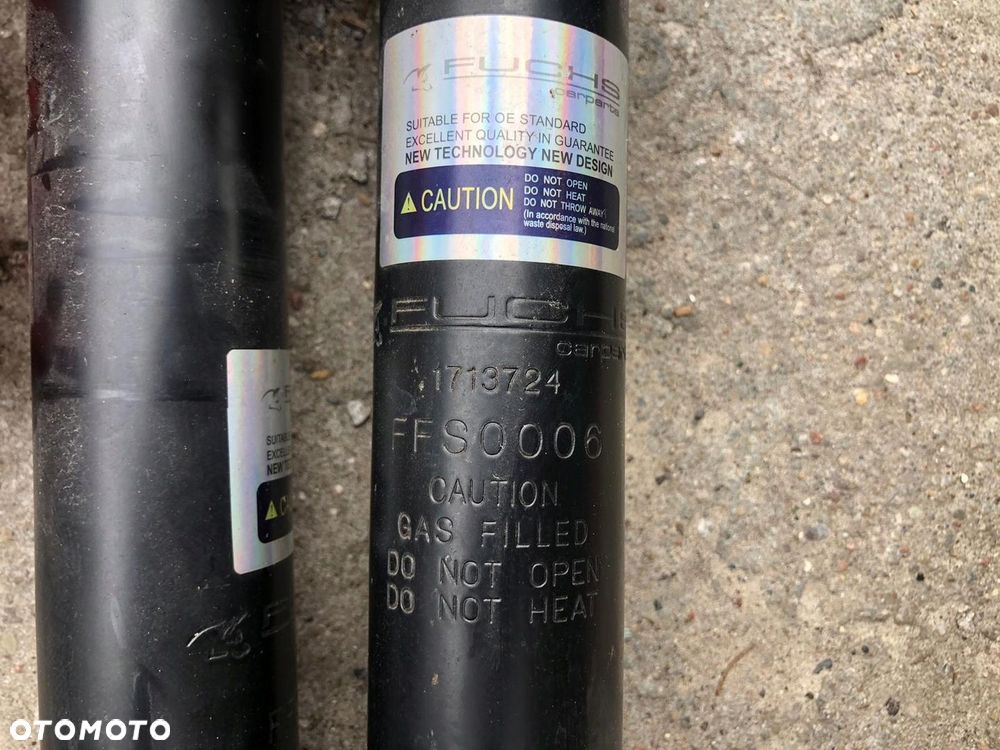 FUCHS
carparts
SUITABLE FOR OE STANDARD
EXCELLENT QUALITY IN GUARANTEE
NEW TECHNOLOGY NEW DESIGN
CAUTION
DO NOT OPEN
DO NOT HEAT
DO NOT THROW AWAY
(In accordance with the national
waste disposal law.)
FUCHS
1713724
FFS0006
CAUTION
GAS FILLED
DO NOT OPEN
DO NOT HEAT
NEW T
OTOMOTO